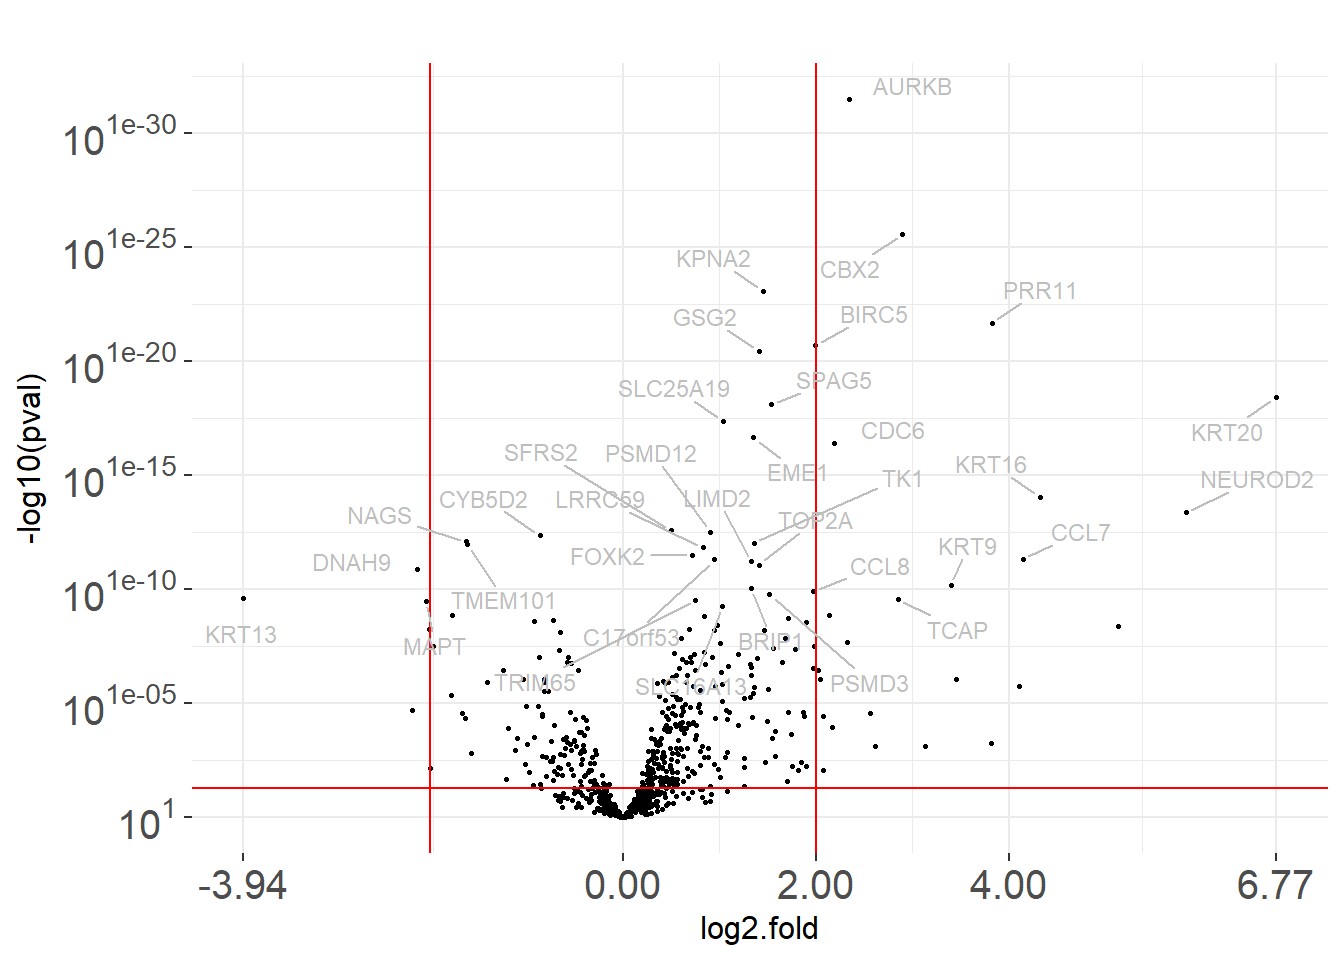 AURKB
10^1e-30
10^1e-25
KPNA2
CBX2
PRR11
GSG2
BIRC5
10^1e-20
SLC25A19
SPAG5
KRT20
CDC6
SFRS2
PSMD12
EME1
KRT16
TK1
NEUROD2
10^1e-15
CYB5D2
LRRC59
LIMD2
NAGS
TOP2A
CCL7
DNAH9
FOXK2
KRT9
CCL8
10^1e-10
TMEM101
KRT13
MAPT
C17orf53
BRIP1
TCAP
TRIM65
SLC16A13
PSMD3
10^1e-05
10^1
-log10(pval)
-3.94
0.00
2.00
4.00
6.77
log2.fold